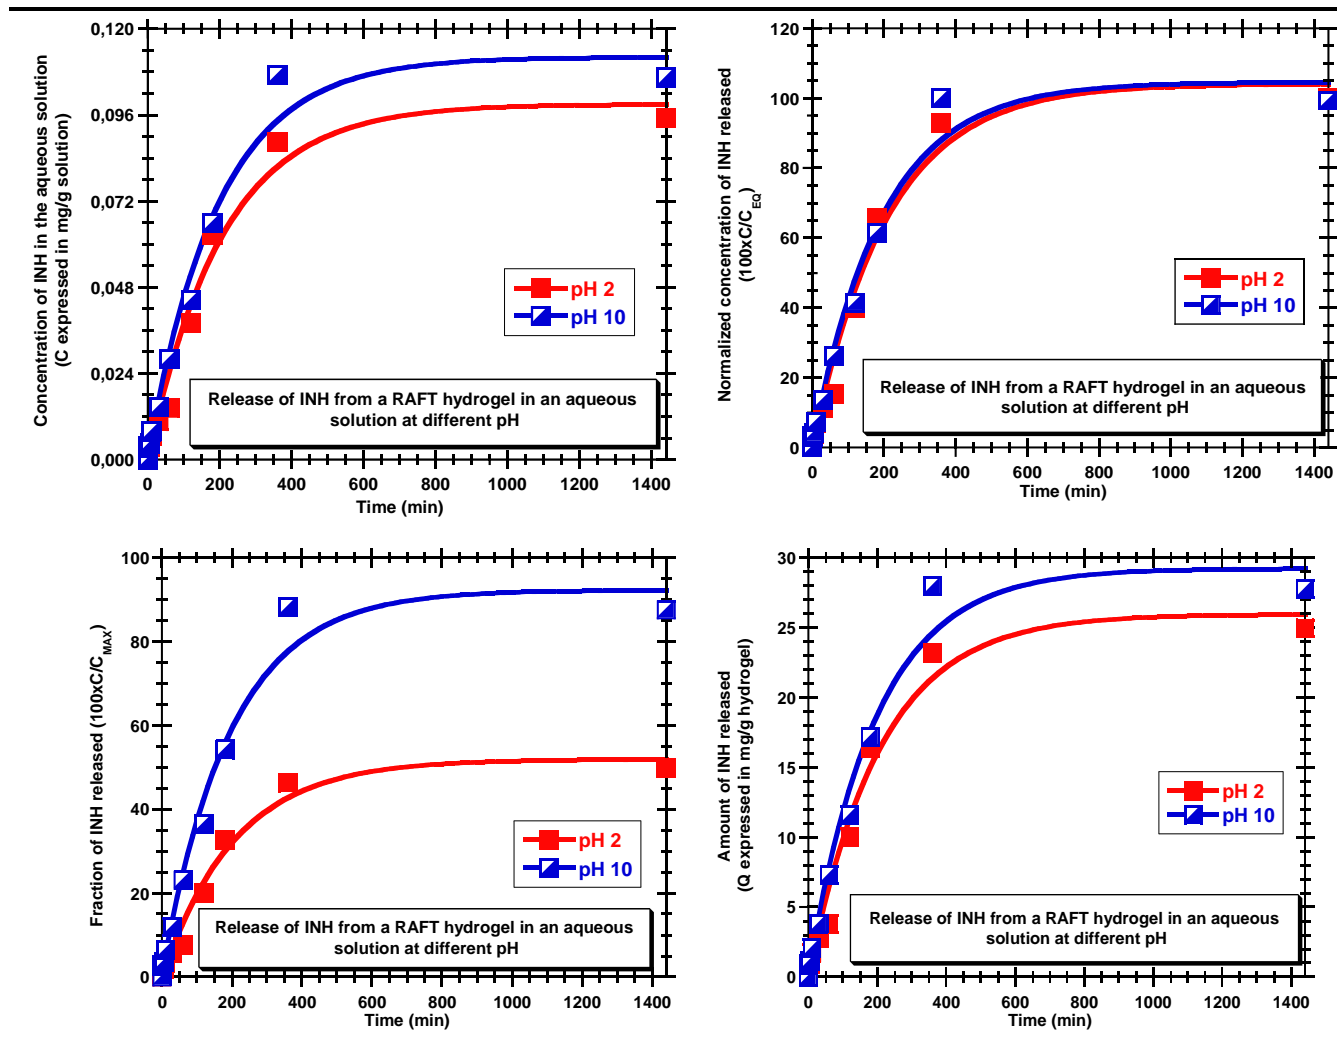 Concentration of INH in the aqueous solution
(C expressed in mg/g solution)
0,120
0,096
0,072
0,048
0,024
0,000
pH 2
pH 10
Release of INH from a RAFT hydrogel in an aqueous
solution at different pH
0 200 400 600 800 1000 1200 1400
Time (min)
Normalized concentration of INH released
(100xC/C_EQ)
120
100
80
60
40
20
0
pH 2
pH 10
Release of INH from a RAFT hydrogel in an aqueous
solution at different pH
0 200 400 600 800 1000 1200 1400
Time (min)
Fraction of INH released (100xC/C_MAX)
100
80
60
40
20
0
pH 2
pH 10
Release of INH from a RAFT hydrogel in an aqueous
solution at different pH
0 200 400 600 800 1000 1200 1400
Time (min)
Amount of INH released
(Q expressed in mg/g hydrogel)
30
25
20
15
10
5
0
pH 2
pH 10
Release of INH from a RAFT hydrogel in an aqueous
solution at different pH
0 200 400 600 800 1000 1200 1400
Time (min)